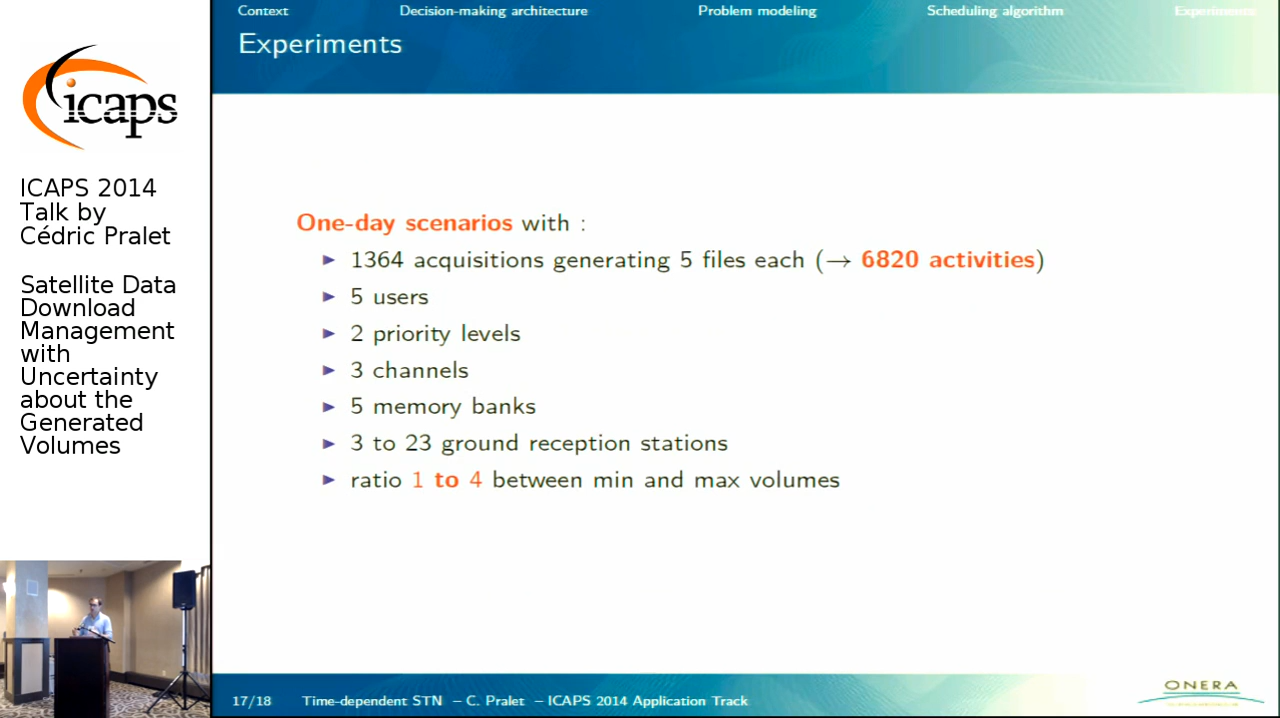 Context Decision-making architecture Problem modeling Scheduling algorithm Experiments
Experiments
icaps
ICAPS 2014
Talk by
Cédric Pralet
Satellite Data
Download
Management
with
Uncertainty
about the
Generated
Volumes
One-day scenarios with :
1364 acquisitions generating 5 files each (→ 6820 activities)
5 users
2 priority levels
3 channels
5 memory banks
3 to 23 ground reception stations
ratio 1 to 4 between min and max volumes
17/18 Time-dependent STN – C. Pralet – ICAPS 2014 Application Track
ONERA